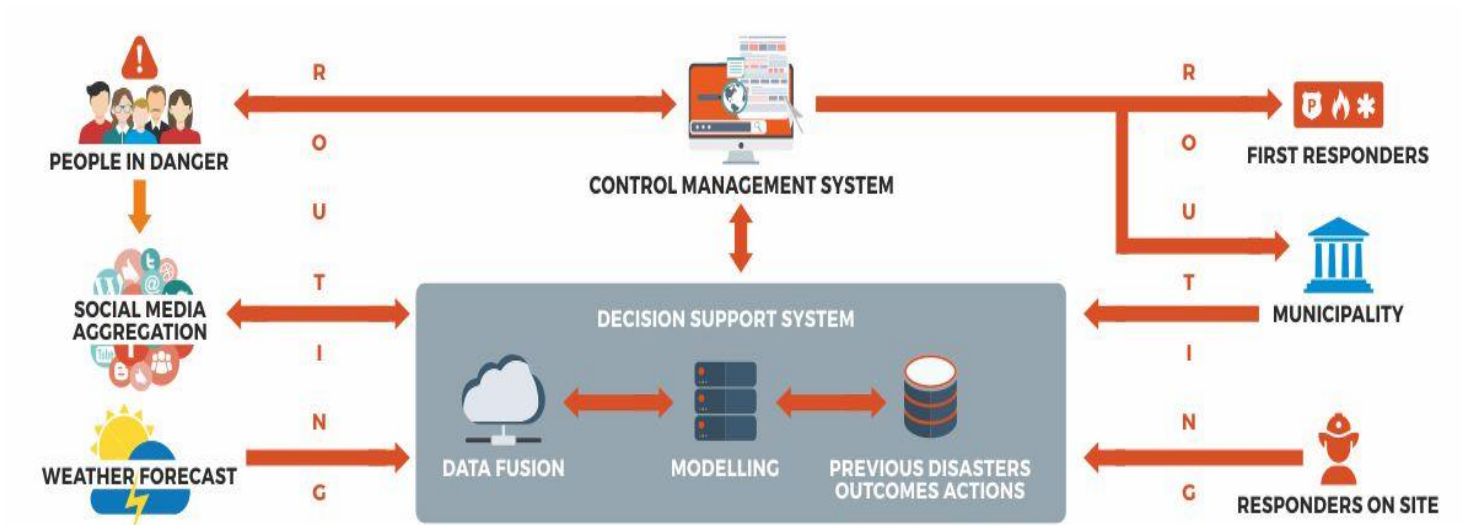 PEOPLE IN DANGER
SOCIAL MEDIA
AGGREGATION
WEATHER FORECAST
R
O
U
T
I
N
G
CONTROL MANAGEMENT SYSTEM
DECISION SUPPORT SYSTEM
DATA FUSION
MODELLING
PREVIOUS DISASTERS
OUTCOMES ACTIONS
R
O
U
T
I
N
G
P
FIRST RESPONDERS
MUNICIPALITY
RESPONDERS ON SITE